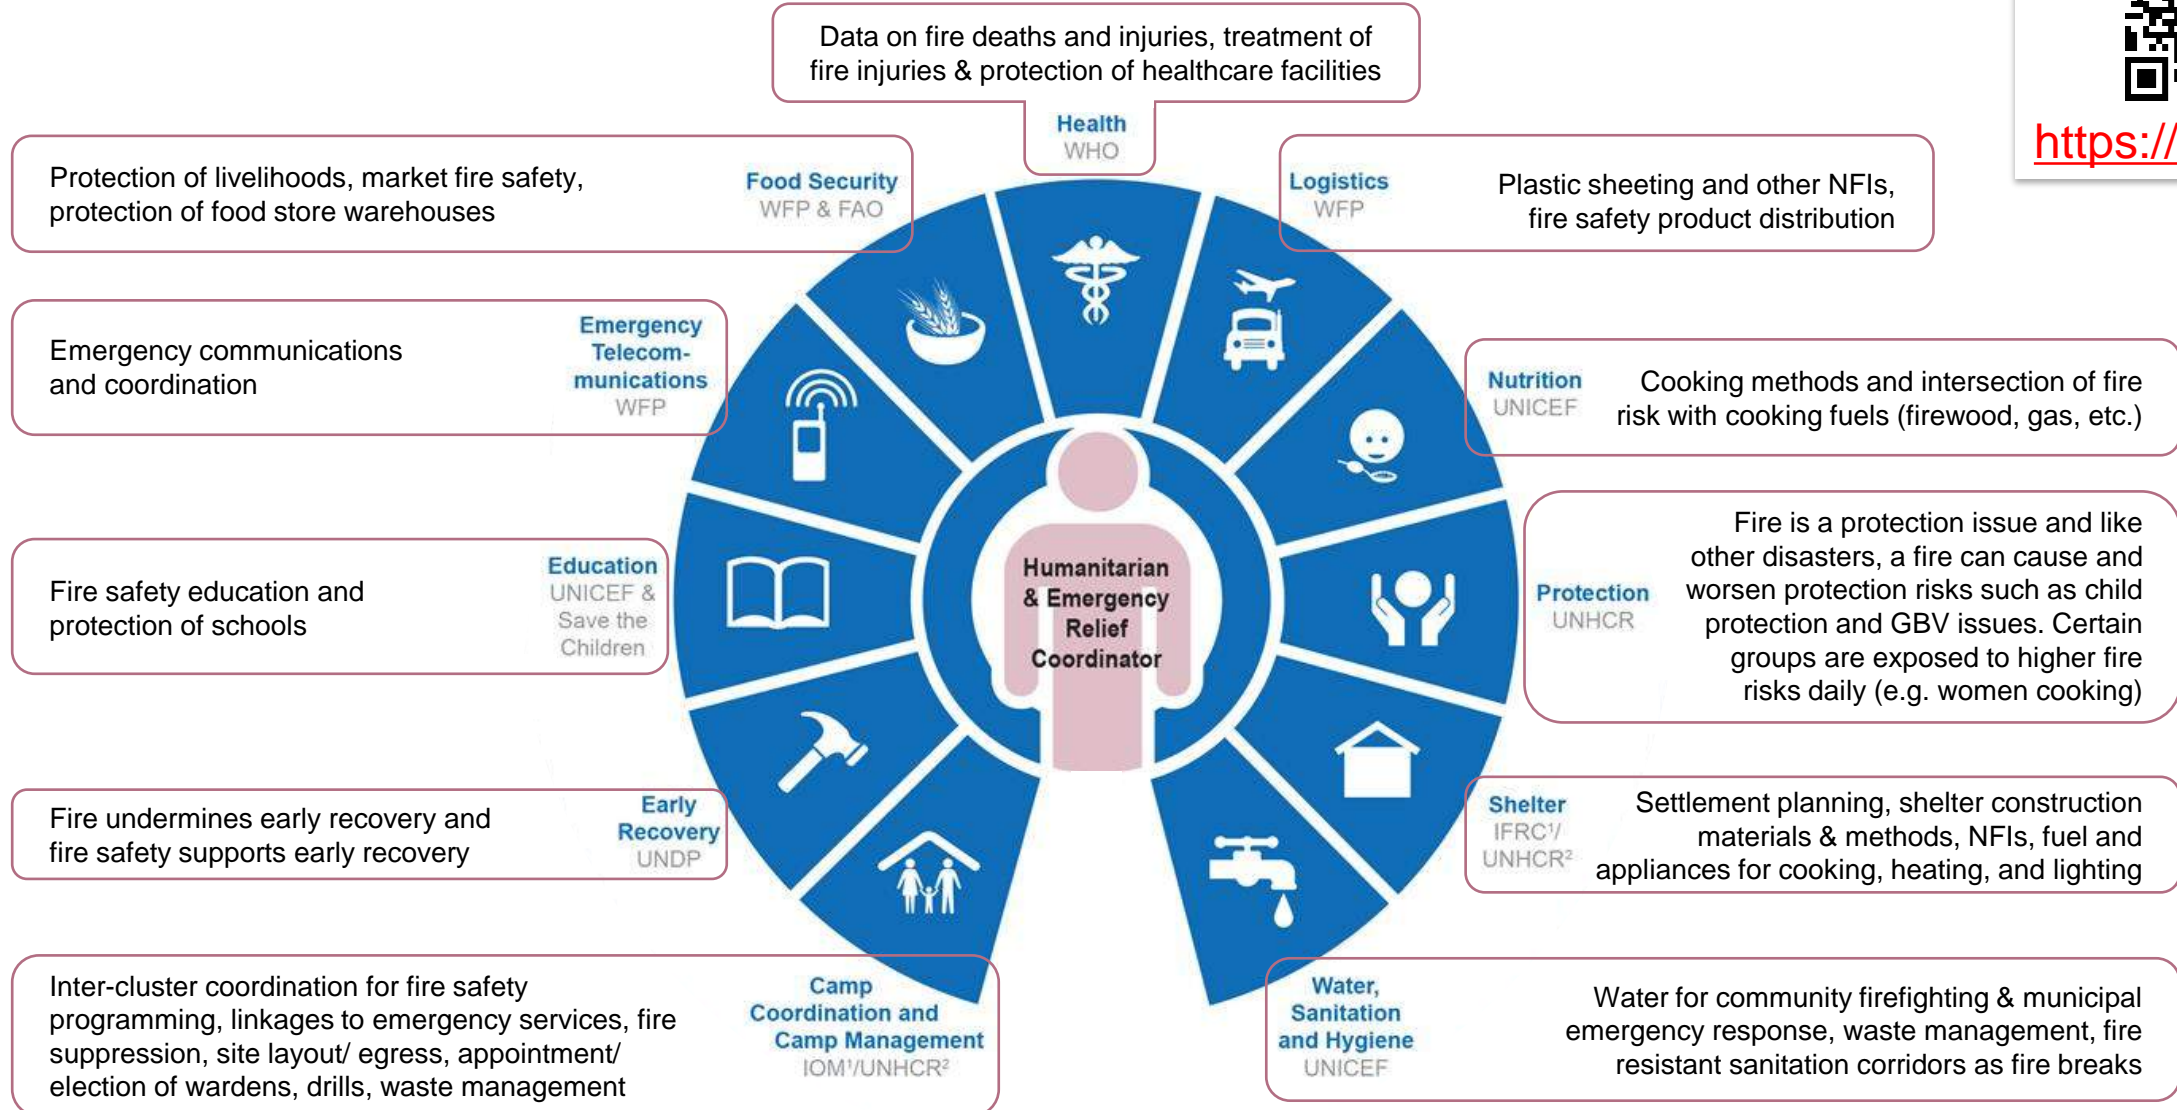 Data on fire deaths and injuries, treatment of
fire injuries & protection of healthcare facilities
Health
WHO
https://
Protection of livelihoods, market fire safety,
protection of food store warehouses
Food Security
WFP & FAO
Logistics
WFP
Plastic sheeting and other NFIs,
fire safety product distribution
Emergency communications
and coordination
Emergency
Telecom-
munications
WFP
Nutrition
UNICEF
Cooking methods and intersection of fire
risk with cooking fuels (firewood, gas, etc.)
Fire safety education and
protection of schools
Education
UNICEF &
Save the
Children
Humanitarian
& Emergency
Relief
Coordinator
Protection
UNHCR
Fire is a protection issue and like
other disasters, a fire can cause and
worsen protection risks such as child
protection and GBV issues. Certain
groups are exposed to higher fire
risks daily (e.g. women cooking)
Fire undermines early recovery and
fire safety supports early recovery
Early
Recovery
UNDP
Shelter
IFRC¹/
UNHCR²
Settlement planning, shelter construction
materials & methods, NFIs, fuel and
appliances for cooking, heating, and lighting
Inter-cluster coordination for fire safety
programming, linkages to emergency services, fire
suppression, site layout/ egress, appointment/
election of wardens, drills, waste management
Camp
Coordination and
Camp Management
IOM¹/UNHCR²
Water,
Sanitation
and Hygiene
UNICEF
Water for community firefighting & municipal
emergency response, waste management, fire
resistant sanitation corridors as fire breaks